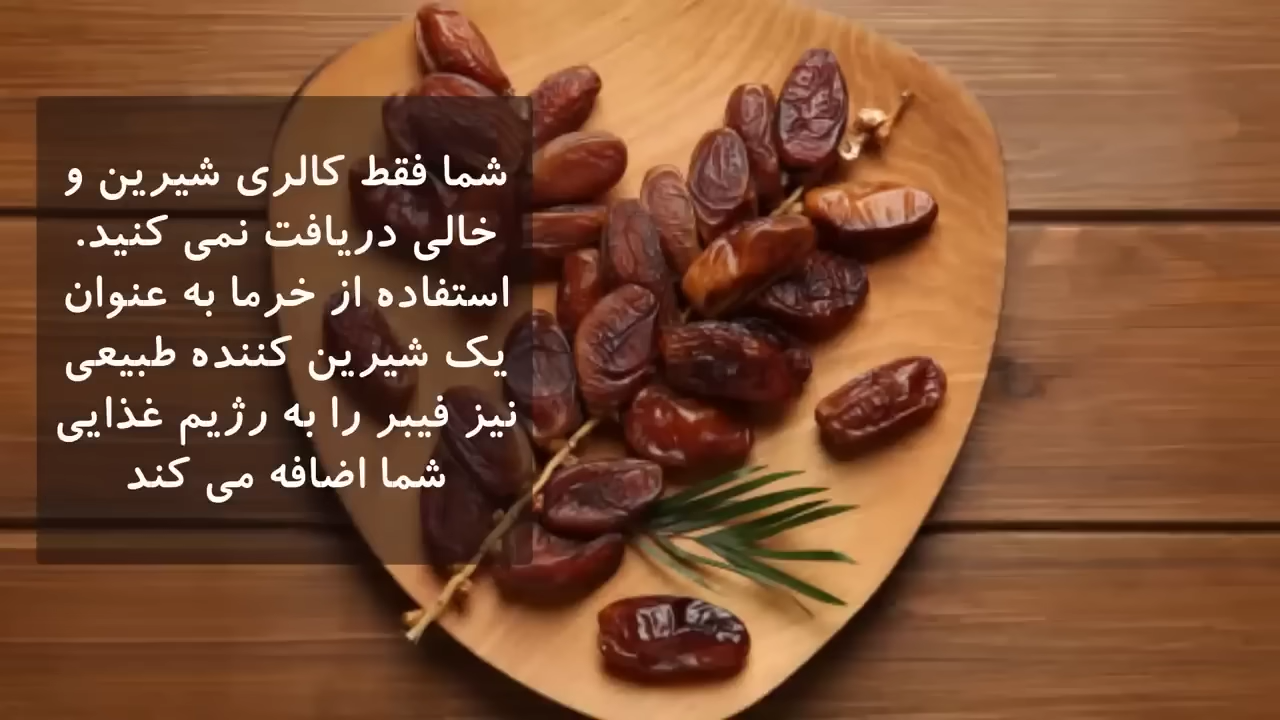 شما فقط کالری شیرین و
خالی دریافت نمی کنید.
استفاده از خرما به عنوان
یک شیرین کننده طبیعی
نیز فیبر را به رژیم غذایی
شما اضافه می کند